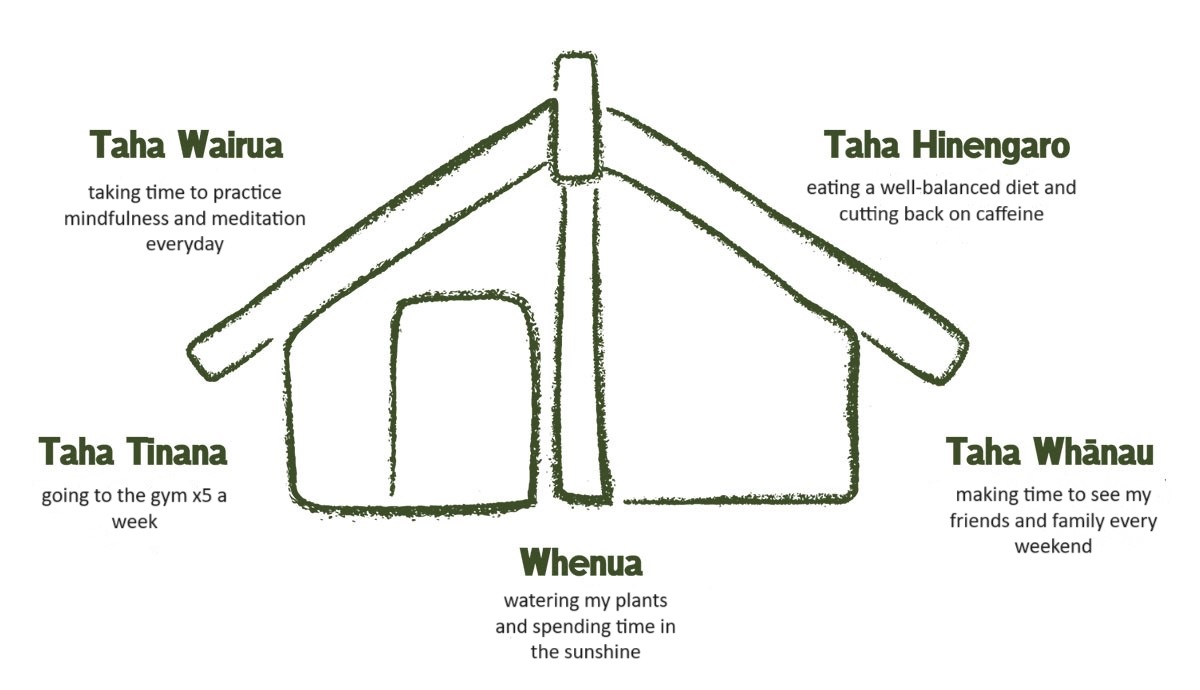 Taha Wairua
taking time to practice
mindfulness and meditation
everyday
Taha Hinengaro
eating a well-balanced diet and
cutting back on caffeine
Taha Tīnana
going to the gym x5 a
week
Taha Whānau
making time to see my
friends and family every
weekend
Whenua
watering my plants
and spending time in
the sunshine